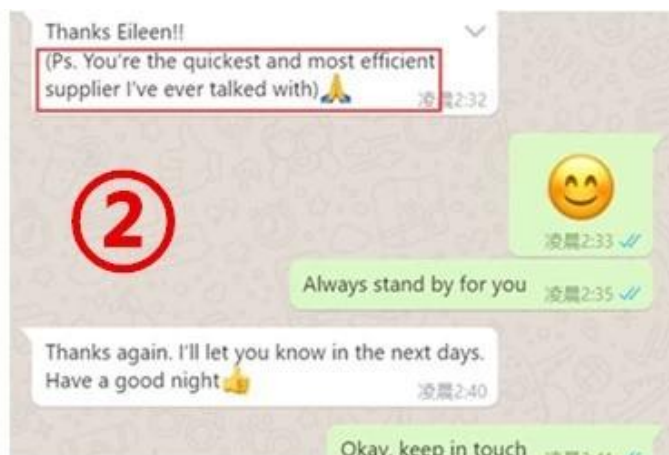 Thanks Eileen!!
(Ps. You're the quickest and most efficient
supplier I've ever talked with)🙏
凌晨2:32
②
😊
凌晨2:33
Always stand by for you
凌晨2:35
Thanks again. I'll let you know in the next days.
Have a good night👍
凌晨2:40
Okay, keep in touch